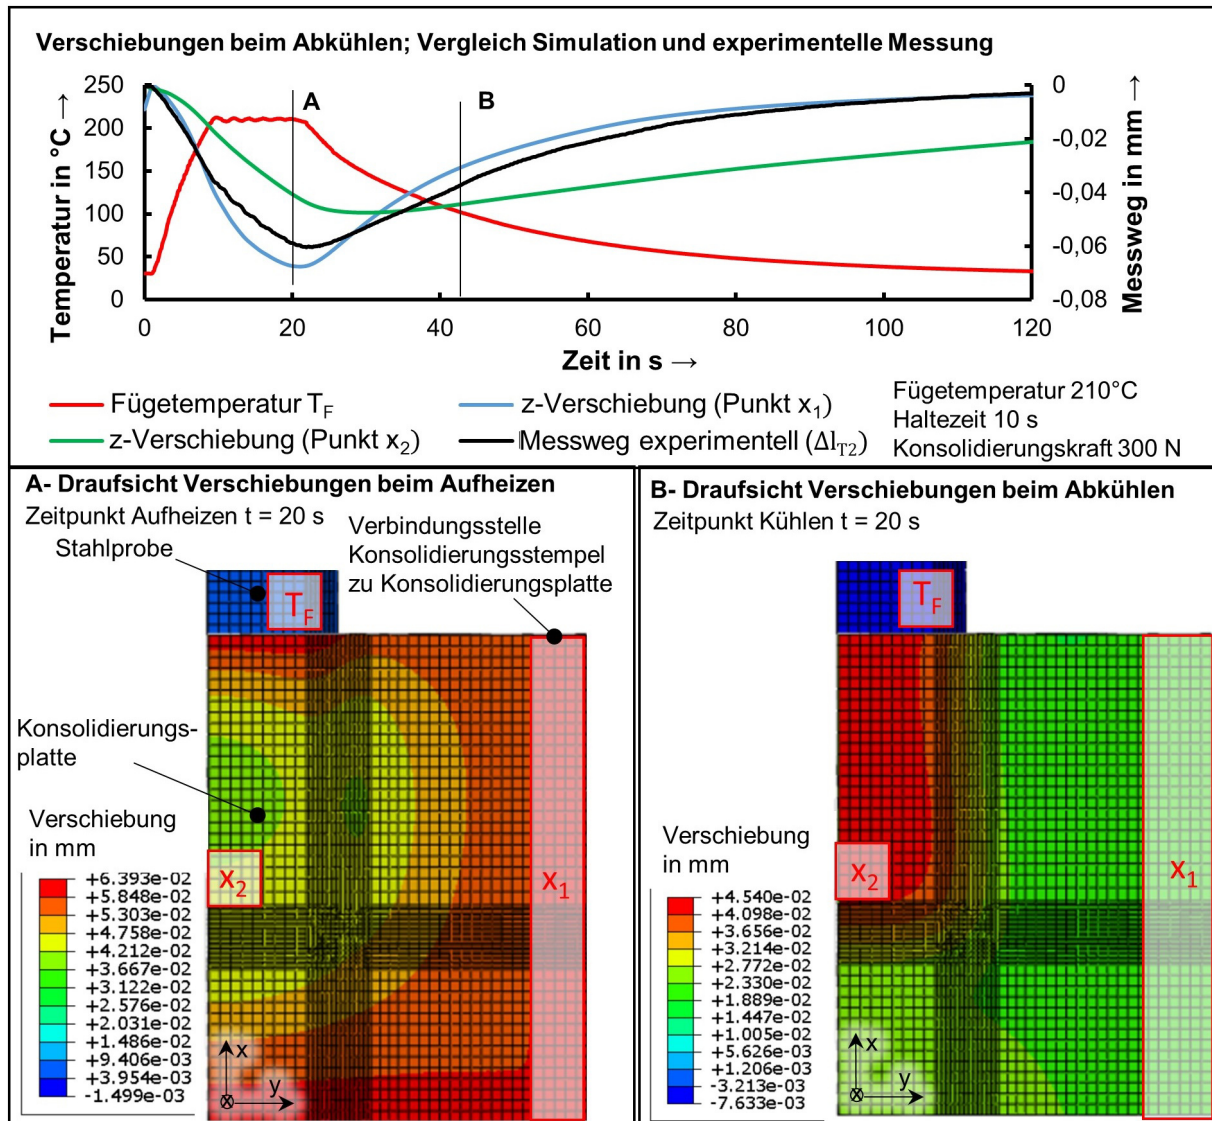 Verschiebungen beim Abkühlen; Vergleich Simulation und experimentelle Messung
Temperatur in °C →
250
200
150
100
50
0
A
B
0
-0,02
-0,04
-0,06
-0,08
Messweg in mm →
0
20
40
60
80
100
120
Zeit in s →
Fügetemperatur T_F
z-Verschiebung (Punkt x₁)
z-Verschiebung (Punkt x₂)
Messweg experimentell (Δl_T2)
Fügetemperatur 210°C
Haltezeit 10 s
Konsolidierungskraft 300 N
A- Draufsicht Verschiebungen beim Aufheizen
Zeitpunkt Aufheizen t = 20 s
Stahlprobe
Verbindungsstelle
Konsolidierungsstempel
zu Konsolidierungsplatte
T_F
Konsolidierungs-
platte
Verschiebung
in mm
+6.393e-02
+5.848e-02
+5.303e-02
+4.758e-02
+4.212e-02
+3.667e-02
+3.122e-02
+2.576e-02
+2.031e-02
+1.486e-02
+9.406e-03
+3.954e-03
-1.499e-03
x₂
x₁
x
y
B- Draufsicht Verschiebungen beim Abkühlen
Zeitpunkt Kühlen t = 20 s
T_F
Verschiebung
in mm
+4.540e-02
+4.098e-02
+3.656e-02
+3.214e-02
+2.772e-02
+2.330e-02
+1.889e-02
+1.447e-02
+1.005e-02
+5.626e-03
+1.206e-03
-3.213e-03
-7.633e-03
x₂
x₁
x
y